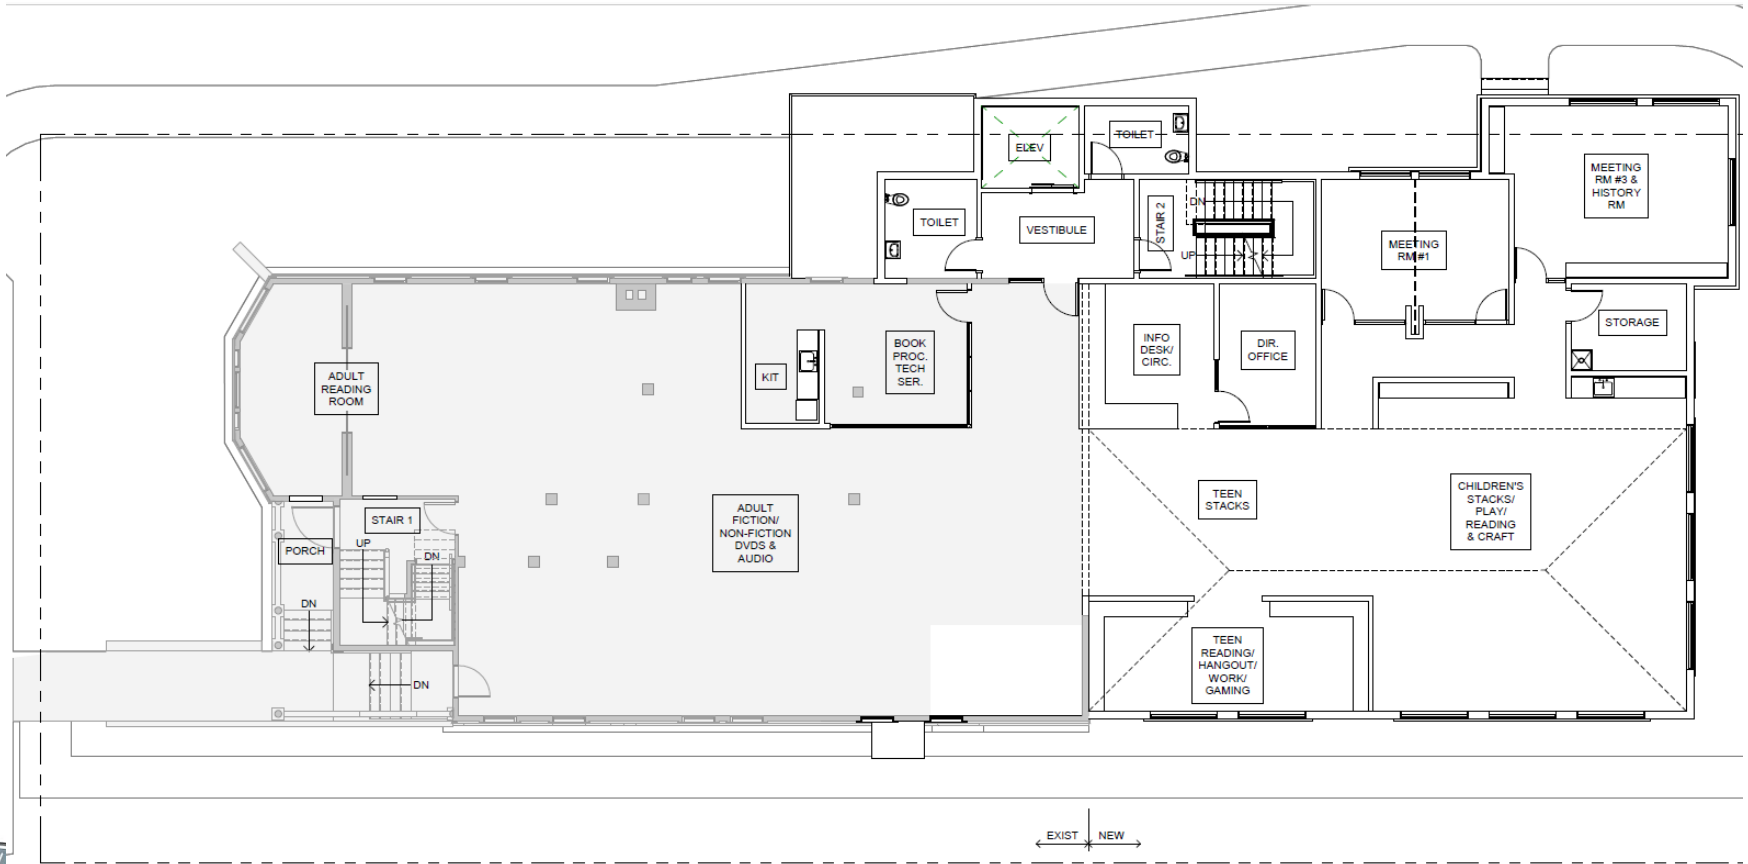 ELEV
TOILET
TOILET
VESTIBULE
STAIR 2
DN
UP
MEETING
RM #1
MEETING
RM #3 &
HISTORY
RM
STORAGE
ADULT
READING
ROOM
KIT
BOOK
PROC.
TECH
SER.
INFO
DESK/
CIRC.
DIR.
OFFICE
STAIR 1
UP
DN
PORCH
DN
DN
ADULT
FICTION/
NON-FICTION
DVDS &
AUDIO
TEEN
STACKS
CHILDREN'S
STACKS/
PLAY/
READING
& CRAFT
TEEN
READING/
HANGOUT/
WORK/
GAMING
EXIST
NEW